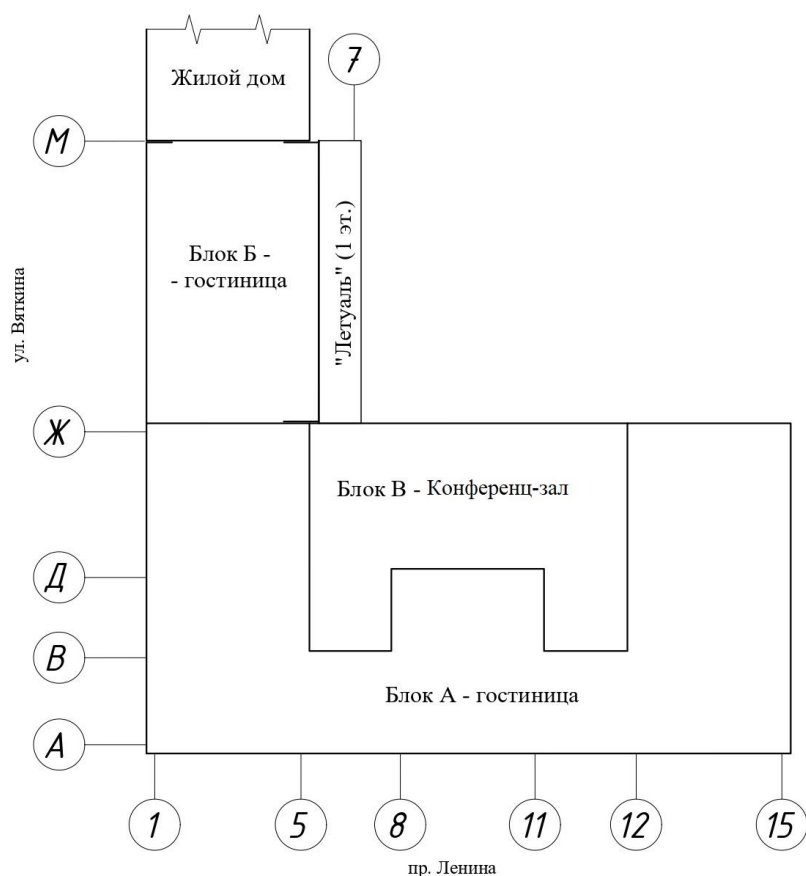 Жилой дом
7
М
Блок Б -
- гостиница
"Летуаль" (1 эт.)
ул. Вяткина
Ж
Блок В - Конференц-зал
Д
В
Блок А - гостиница
А
1
5
8
11
12
15
пр. Ленина